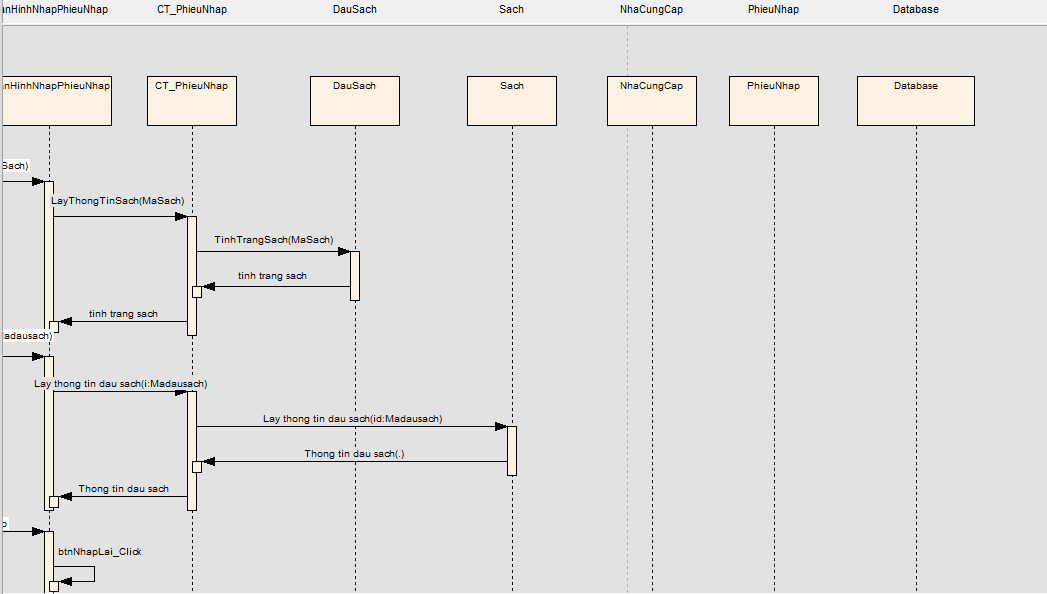 anHinhNhapPhieuNhap CT_PhieuNhap DauSach Sach NhaCungCap PhieuNhap Database
nHinhNhapPhieuNhap CT_PhieuNhap DauSach Sach NhaCungCap PhieuNhap Database
Sach)
LayThongTinSach(MaSach)
TinhTrangSach(MaSach)
tinh trang sach
tinh trang sach
ladausach)
Lay thong tin dau sach(i:Madausach)
Lay thong tin dau sach(id:Madausach)
Thong tin dau sach(.)
Thong tin dau sach
btnNhapLai_Click